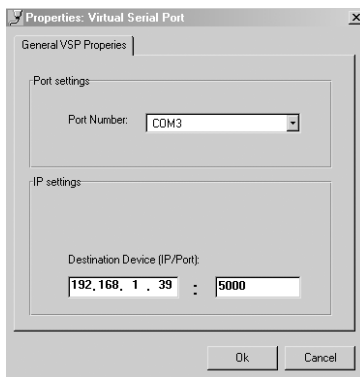 Properties: Virtual Serial Port
General VSP Properies
Port settings
Port Number: COM3
IP settings
Destination Device (IP/Port):
192.168. 1 . 39 : 5000
Ok Cancel